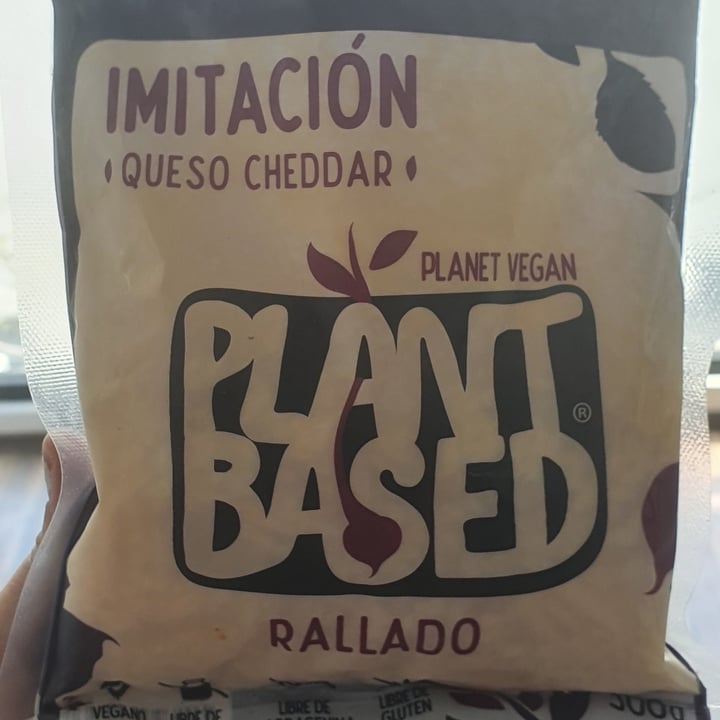 IMITACIÓN
QUESO CHEDDAR
PLANET VEGAN
PLANT
BASED
®
RALLADO
VEGANO
LIBRE DE
LIBRE DE
LIBRE DE
GLUTEN